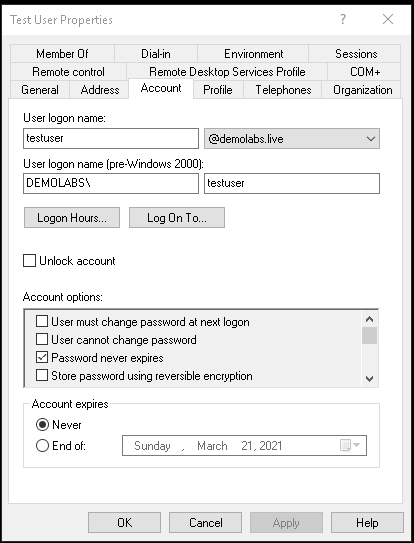 Test User Properties
? ×
Member Of Dial-in Environment Sessions
Remote control Remote Desktop Services Profile COM+
General Address Account Profile Telephones Organization
User logon name:
testuser @demolabs.live
User logon name (pre-Windows 2000):
DEMOLABS\ testuser
Logon Hours... Log On To...
Unlock account
Account options:
User must change password at next logon
User cannot change password
Password never expires
Store password using reversible encryption
Account expires
Never
End of: Sunday , March 21, 2021
OK Cancel Apply Help